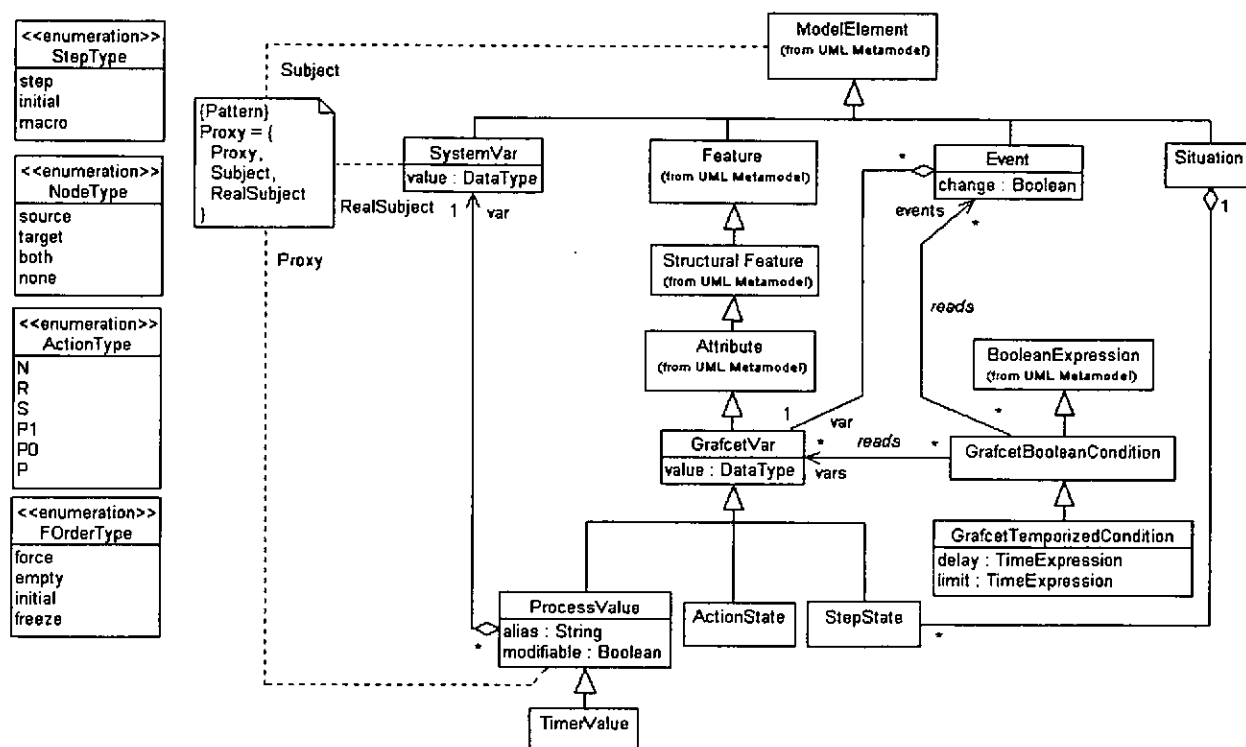 <<enumeration>>
StepType
step
initial
macro
<<enumeration>>
NodeType
source
target
both
none
<<enumeration>>
ActionType
N
R
S
P1
P0
P
<<enumeration>>
FOrderType
force
empty
initial
freeze
Subject
{Pattern}
Proxy = {
Proxy,
Subject,
RealSubject
}
RealSubject
Proxy
ModelElement
(from UML Metamodel)
SystemVar
value : DataType
1
var
Feature
(from UML Metamodel)
*
Event
change : Boolean
events
*
Situation
1
Structural Feature
(from UML Metamodel)
reads
Attribute
(from UML Metamodel)
BooleanExpression
(from UML Metamodel)
1
var
*
GrafcetVar
value : DataType
*
reads
*
vars
GrafcetBooleanCondition
GrafcetTemporizedCondition
delay : TimeExpression
limit : TimeExpression
ProcessValue
alias : String
modifiable : Boolean
*
ActionState
StepState
*
TimerValue